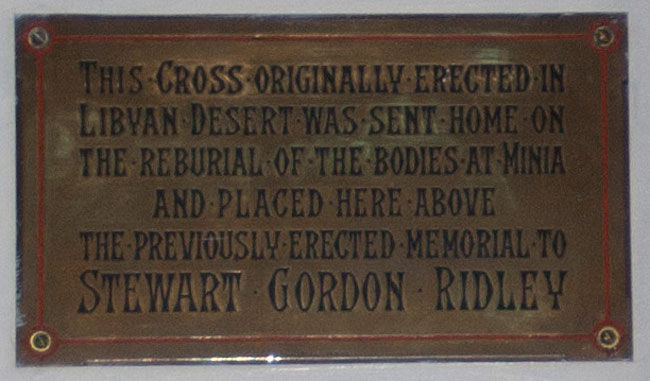 THIS·CROSS·ORIGINALLY·ERECTED·IN
LIBYAN·DESERT·WAS·SENT·HOME·ON
THE·REBURIAL·OF·THE·BODIES·AT·MINIA
AND·PLACED·HERE·ABOVE
THE·PREVIOUSLY·ERECTED·MEMORIAL·TO
STEWART·GORDON·RIDLEY